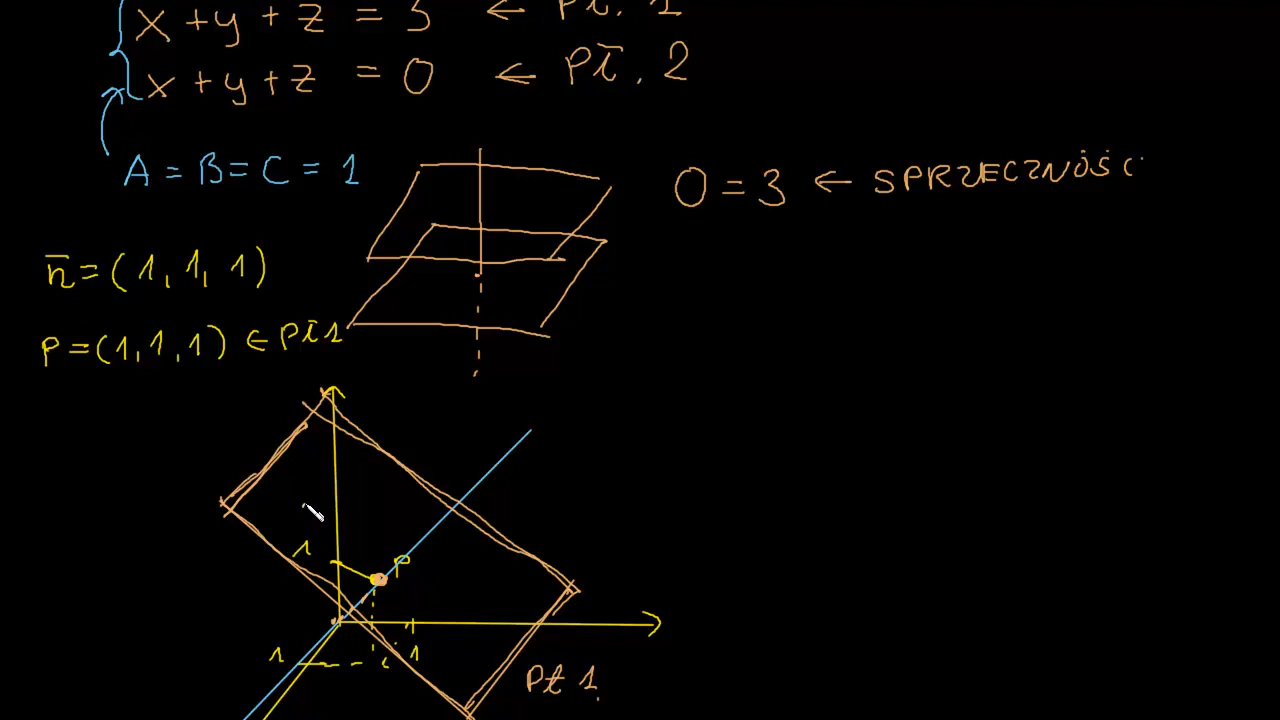 x + y + z = 3 ← Pł. 1
x + y + z = 0 ← Pł. 2
A = B = C = 1
0 = 3 ← SPRZECZNOŚĆ
n̄ = (1, 1, 1)
P = (1, 1, 1) ∈ Pł 1
1
P
1
1
Pł 1